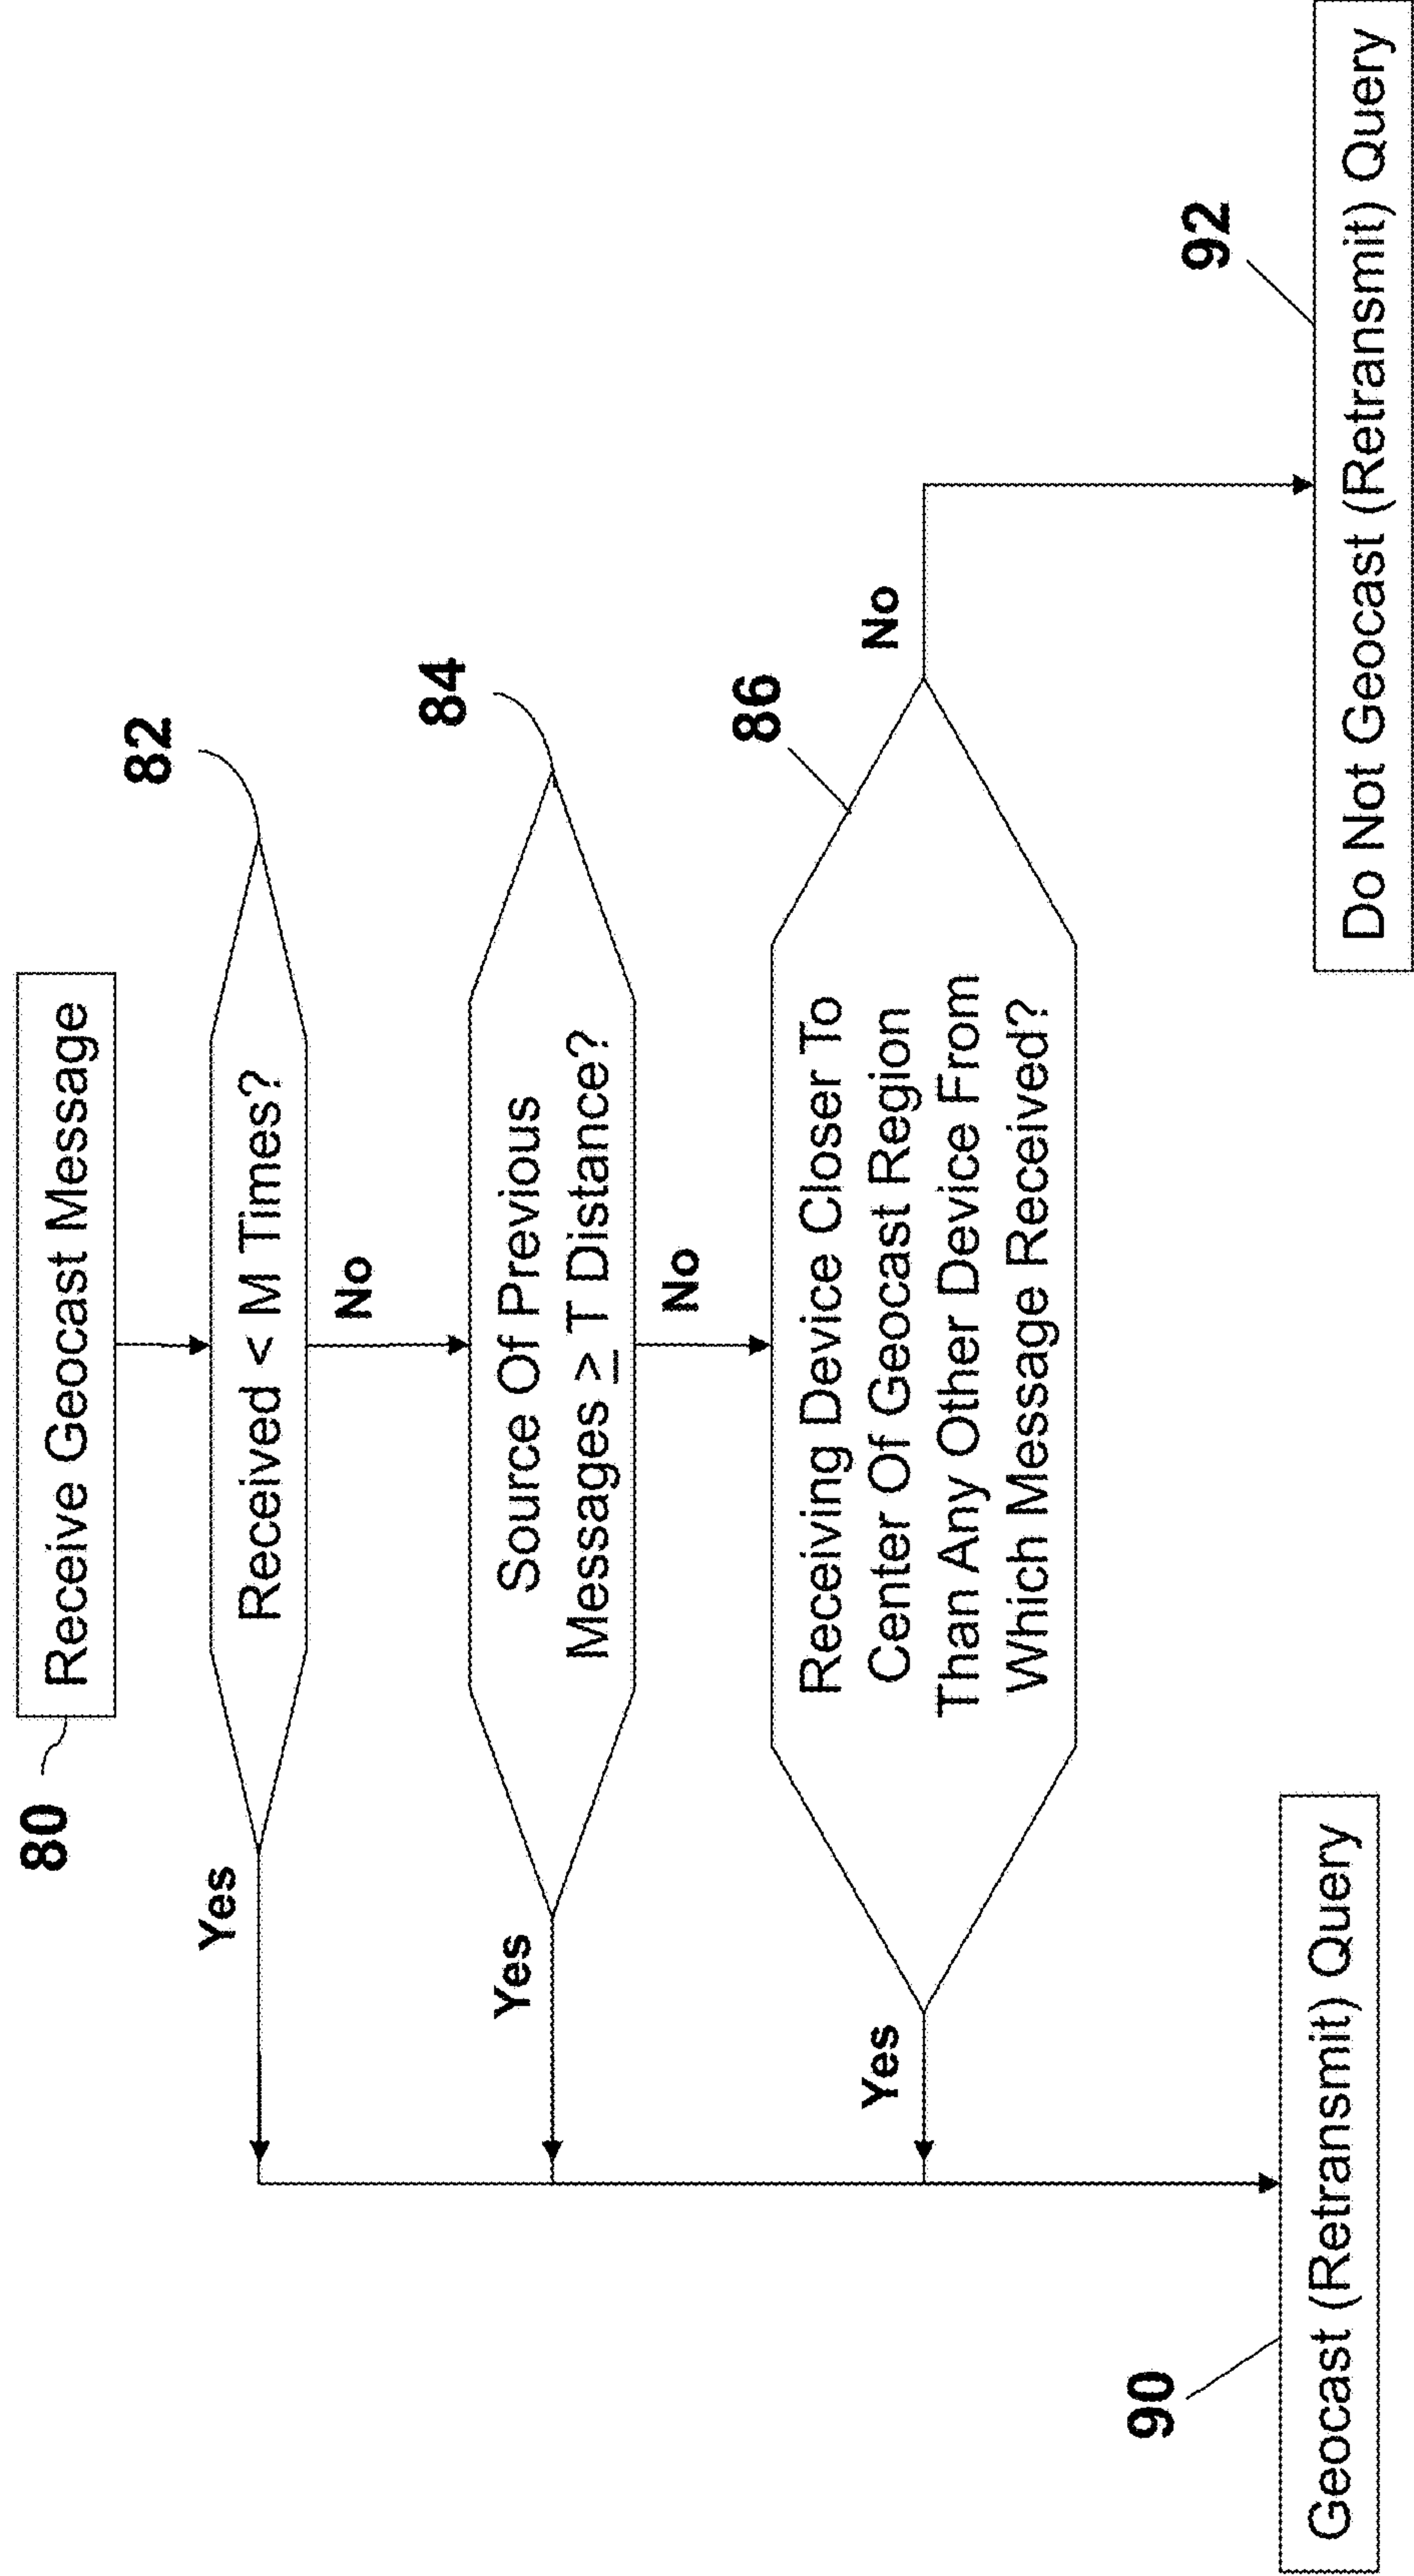 80
Receive Geocast Message
82
Received < M Times?
Yes
No
84
Source Of Previous
Messages ≥ T Distance?
Yes
No
86
Receiving Device Closer To
Center Of Geocast Region
Than Any Other Device From
Which Message Received?
Yes
No
90
Geocast (Retransmit) Query
92
Do Not Geocast (Retransmit) Query